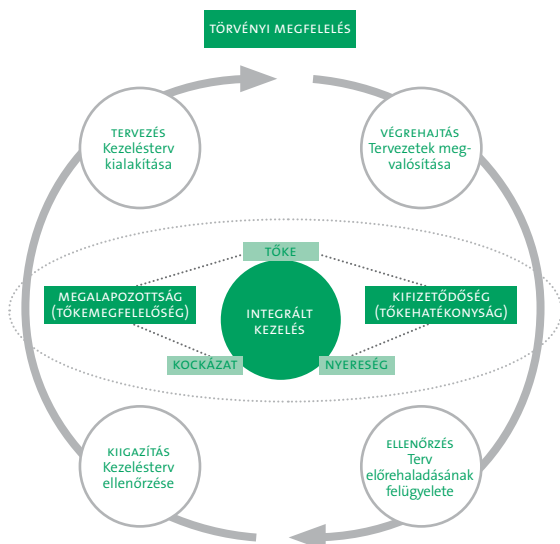 TÖRVÉNYI MEGFELELÉS
TERVEZÉS
Kezelésterv
kialakítása
VÉGREHAJTÁS
Tervezetek meg-
valósítása
TŐKE
MEGALAPOZOTTSÁG
(TŐKEMEGFELELŐSÉG)
INTEGRÁLT
KEZELÉS
KIFIZETŐDŐSÉG
(TŐKEHATÉKONYSÁG)
KOCKÁZAT
NYERESÉG
KIIGAZÍTÁS
Kezelésterv
ellenőrzése
ELLENŐRZÉS
Terv
előrehaladásának
felügyelete